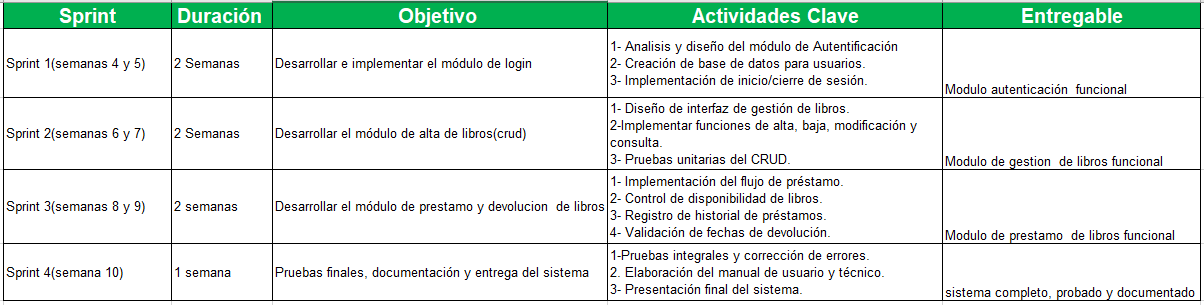 Sprint Duración Objetivo Actividades Clave Entregable
Sprint 1(semanas 4 y 5) 2 Semanas Desarrollar e implementar el módulo de login
1- Analisis y diseño del módulo de Autentificación
2- Creación de base de datos para usuarios.
3- Implementación de inicio/cierre de sesión.
Modulo autenticación  funcional
Sprint 2(semanas 6 y 7) 2 Semanas Desarrollar el módulo de alta de libros(crud)
1- Diseño de interfaz de gestión de libros.
2-Implementar funciones de alta, baja, modificación y
consulta.
3- Pruebas unitarias del CRUD.
Modulo de gestion  de libros funcional
Sprint 3(semanas 8 y 9) 2 semanas Desarrollar el módulo de prestamo y devolucion  de libros
1- Implementación del flujo de préstamo.
2- Control de disponibilidad de libros.
3- Registro de historial de préstamos.
4- Validación de fechas de devolución.
Modulo de prestamo  de libros funcional
Sprint 4(semana 10) 1 semana Pruebas finales, documentación y entrega del sistema
1-Pruebas integrales y corrección de errores.
2. Elaboración del manual de usuario y técnico.
3- Presentación final del sistema.
sistema completo, probado y documentado